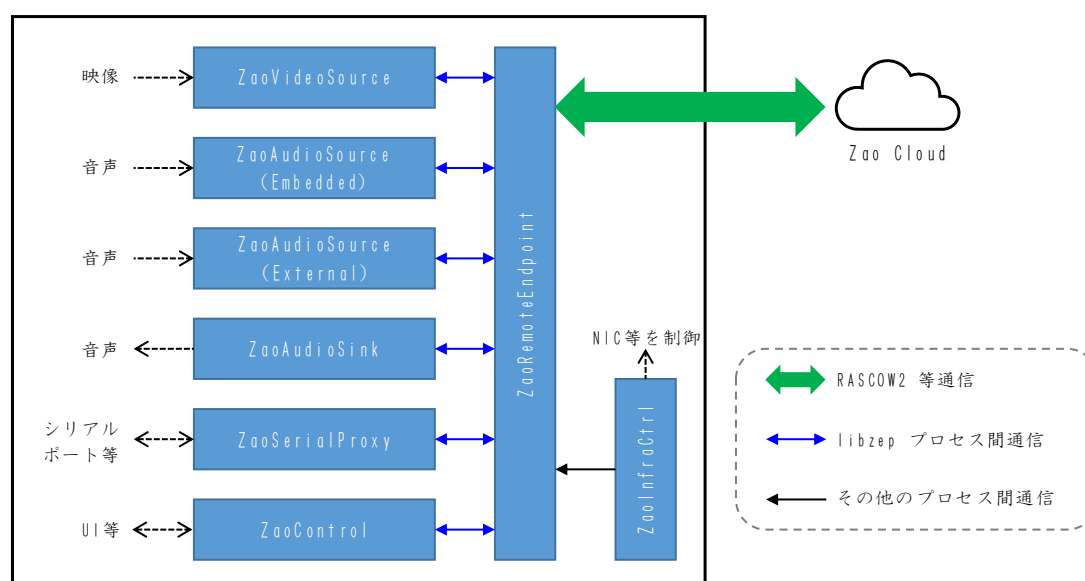 映像
ZaoVideoSource
音声
ZaoAudioSource
(Embedded)
音声
ZaoAudioSource
(External)
音声
ZaoAudioSink
シリアル
ポート等
ZaoSerialProxy
UI等
ZaoControl
ZaoRemoteEndpoint
NIC等を制御
ZaoInfraCtrl
Zao Cloud
RASCOW2 等通信
libzep プロセス間通信
その他のプロセス間通信